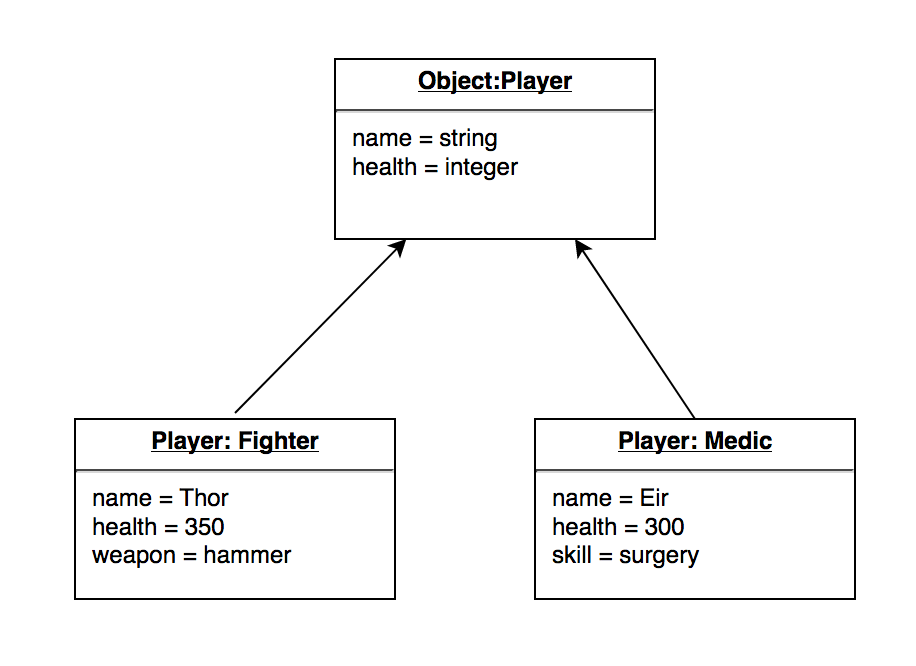 Object:Player
name = string
health = integer
Player: Fighter
name = Thor
health = 350
weapon = hammer
Player: Medic
name = Eir
health = 300
skill = surgery